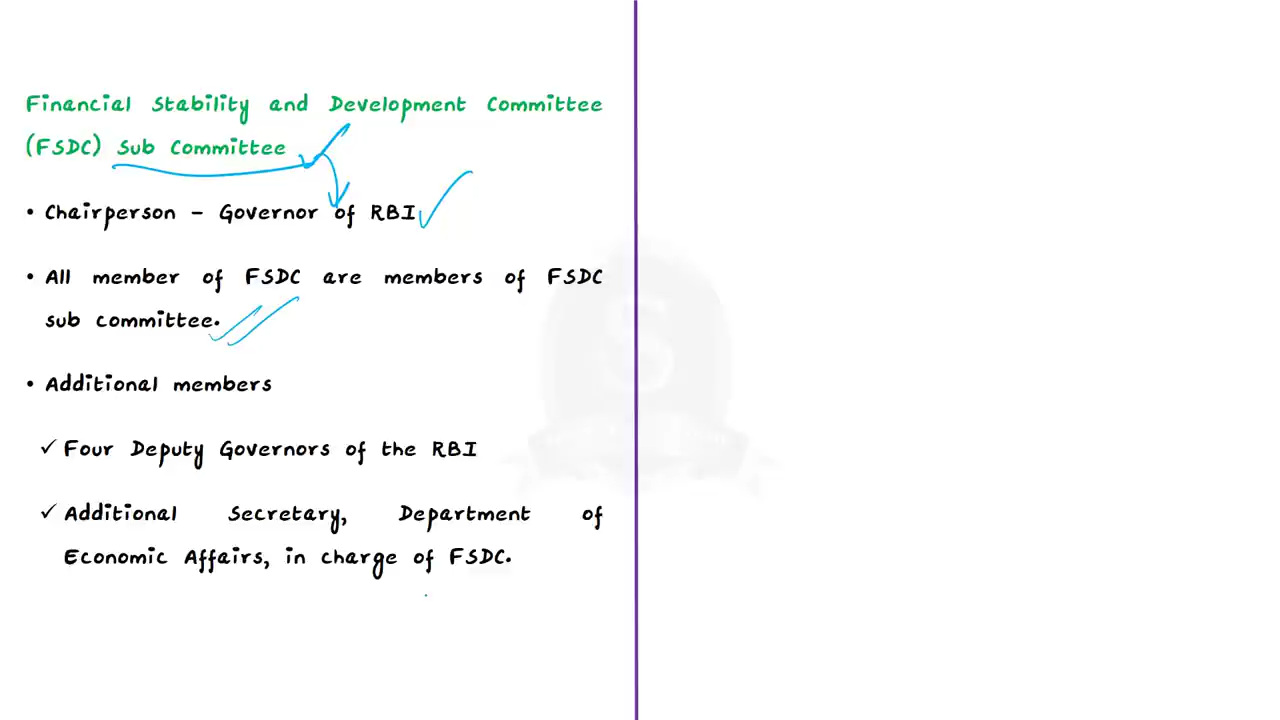 Financial Stability and Development Committee
(FSDC) Sub Committee
• Chairperson – Governor of RBI
• All member of FSDC are members of FSDC
sub committee.
• Additional members
✓ Four Deputy Governors of the RBI
✓ Additional Secretary, Department of
Economic Affairs, in charge of FSDC.